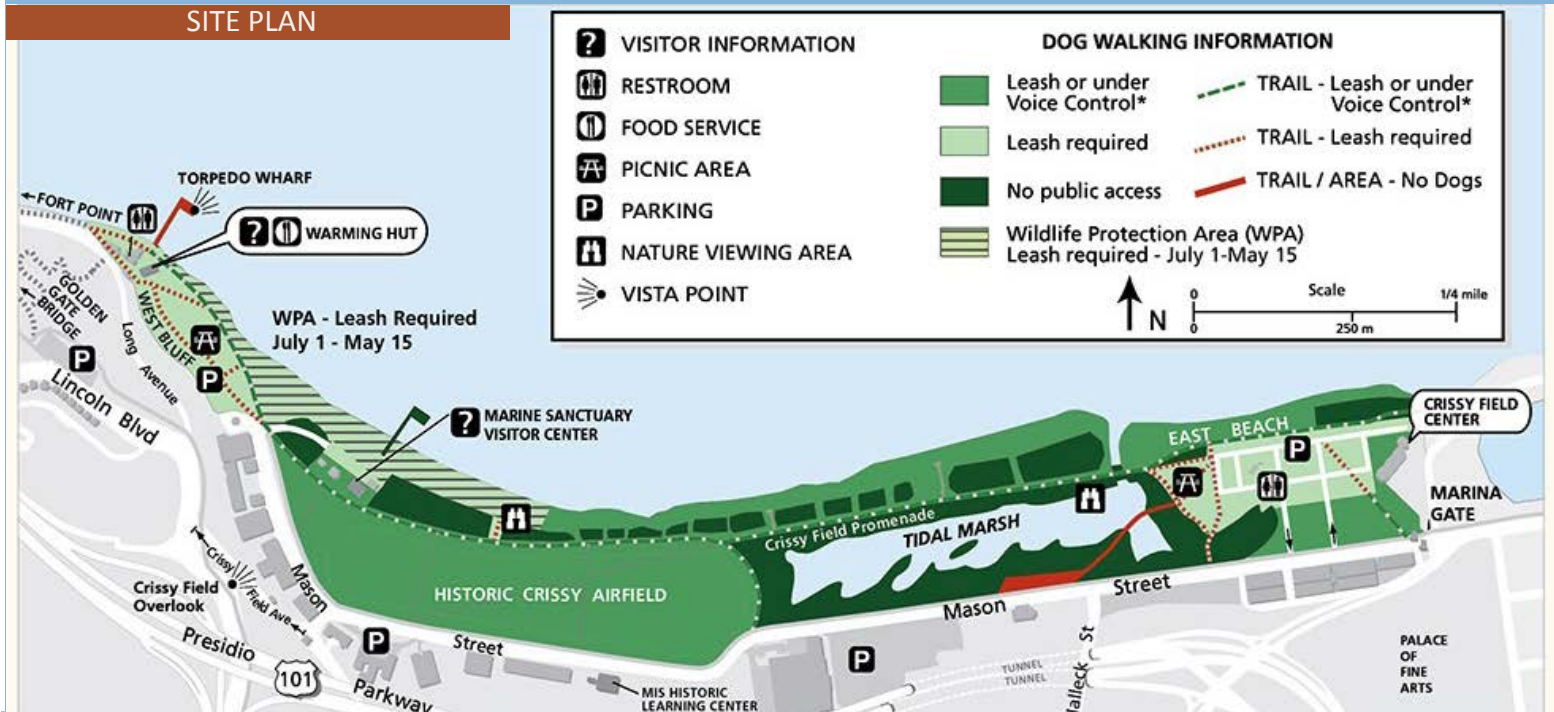 SITE PLAN
VISITOR INFORMATION
RESTROOM
FOOD SERVICE
PICNIC AREA
P PARKING
NATURE VIEWING AREA
VISTA POINT
DOG WALKING INFORMATION
Leash or under
Voice Control*
Leash required
No public access
Wildlife Protection Area (WPA)
Leash required - July 1-May 15
TRAIL - Leash or under
Voice Control*
TRAIL - Leash required
TRAIL / AREA - No Dogs
N
0
Scale
1/4 mile
0
250 m
TORPEDO WHARF
FORT POINT
? WARMING HUT
GOLDEN
GATE
BRIDGE
WEST BLUFF
Long Avenue
P
P
Lincoln Blvd
WPA - Leash Required
July 1 - May 15
? MARINE SANCTUARY
VISITOR CENTER
EAST BEACH
P
CRISSY FIELD
CENTER
MARINA
GATE
Crissy Field Promenade
TIDAL MARSH
HISTORIC CRISSY AIRFIELD
Crissy Field Ave
Crissy Field
Overlook
Mason
Street
Mason
Street
Presidio
Parkway
101
P
P
MIS HISTORIC
LEARNING CENTER
TUNNEL
TUNNEL
Halleck St
PALACE
OF
FINE
ARTS